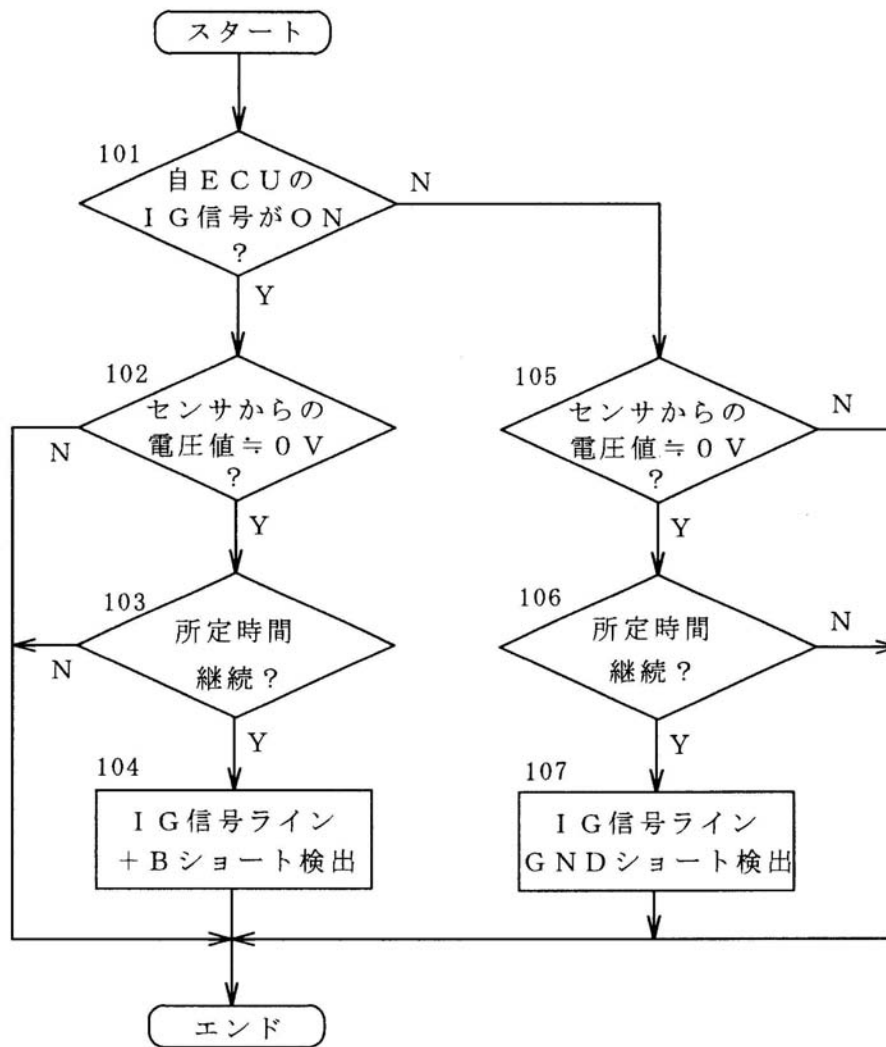 スタート
101
自ECUの
IG信号がON
?
N
Y
102
センサからの
電圧値≒0V
?
N
Y
103
所定時間
継続?
N
Y
104
IG信号ライン
+Bショート検出
105
センサからの
電圧値≒0V
?
N
Y
106
所定時間
継続?
N
Y
107
IG信号ライン
GNDショート検出
エンド